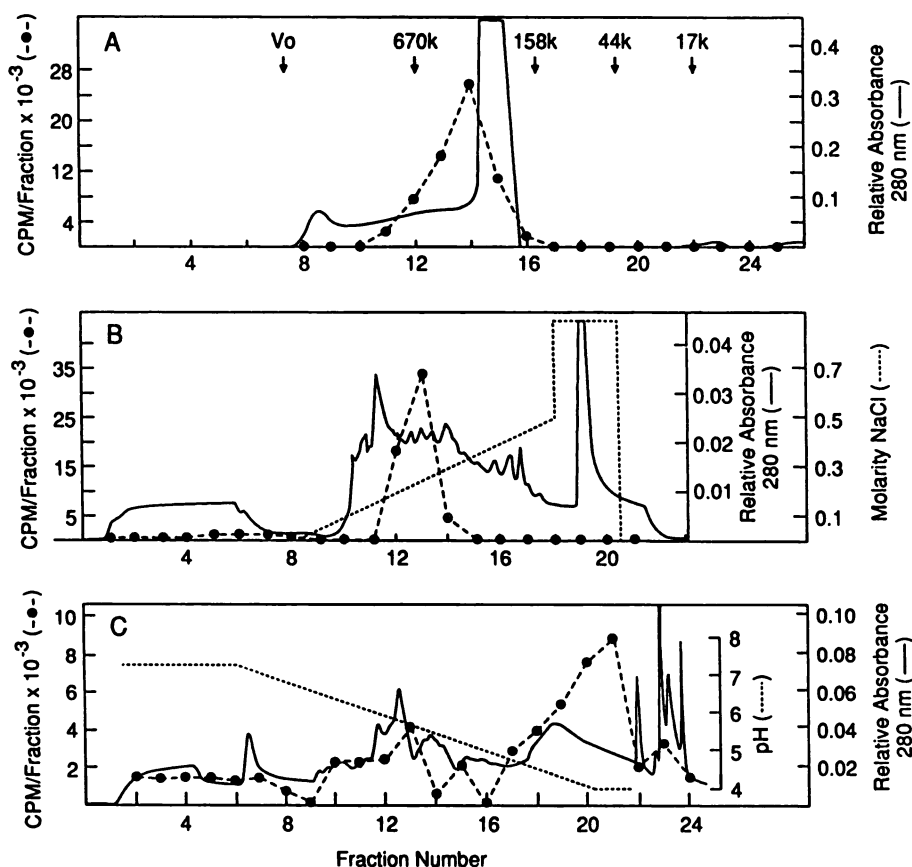 A
Vo 670k 158k 44k 17k
CPM/Fraction x 10⁻³ (-●-)
28
20
12
4
0.4
0.3
0.2
0.1
Relative Absorbance
280 nm (—)
4 8 12 16 20 24
B
CPM/Fraction x 10⁻³ (-●-)
35
25
15
5
0.04
0.03
0.02
0.01
Relative Absorbance
280 nm (—)
0.7
0.5
0.3
0.1
Molarity NaCl (······)
4 8 12 16 20
C
CPM/Fraction x 10⁻³ (-●-)
10
8
6
4
2
8
7
6
5
4
pH (······)
0.10
0.08
0.06
0.04
0.02
Relative Absorbance
280 nm (—)
4 8 12 16 20 24
Fraction Number